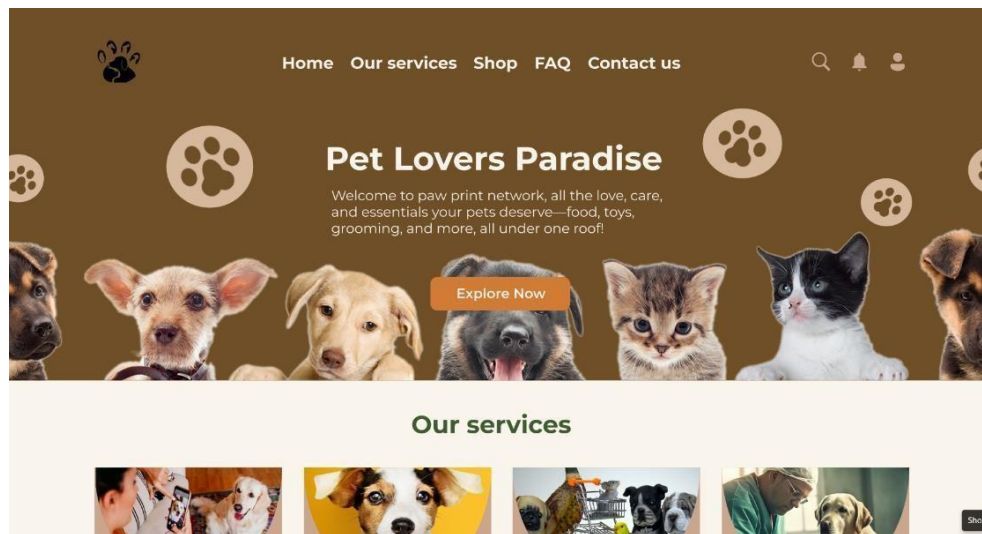 Home Our services Shop FAQ Contact us
Pet Lovers Paradise
Welcome to paw print network, all the love, care,
and essentials your pets deserve—food, toys,
grooming, and more, all under one roof!
Explore Now
Our services